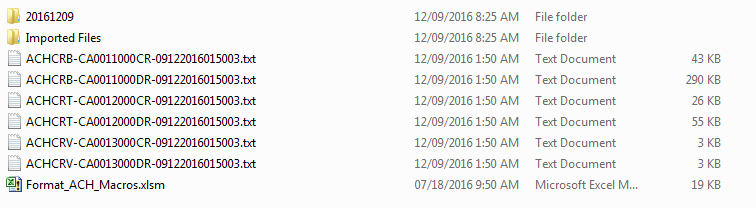 20161209 12/09/2016 8:25 AM File folder
Imported Files 12/09/2016 8:25 AM File folder
ACHCRB-CA0011000CR-09122016015003.txt 12/09/2016 1:50 AM Text Document 43 KB
ACHCRB-CA0011000DR-09122016015003.txt 12/09/2016 1:50 AM Text Document 290 KB
ACHCRT-CA0012000CR-09122016015003.txt 12/09/2016 1:50 AM Text Document 26 KB
ACHCRT-CA0012000DR-09122016015003.txt 12/09/2016 1:50 AM Text Document 55 KB
ACHCRV-CA0013000CR-09122016015003.txt 12/09/2016 1:50 AM Text Document 3 KB
ACHCRV-CA0013000DR-09122016015003.txt 12/09/2016 1:50 AM Text Document 3 KB
Format_ACH_Macros.xlsm 07/18/2016 9:50 AM Microsoft Excel M... 19 KB